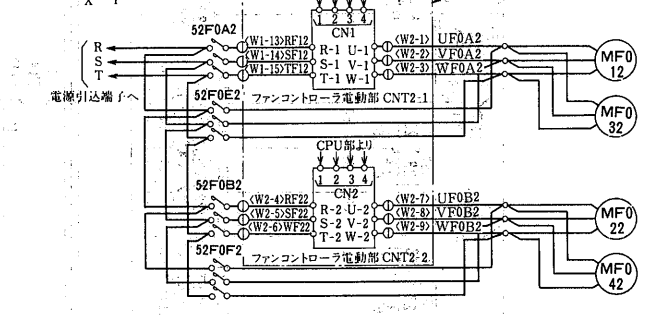 1 2 3 4
52F0A2
CN1
R
S
T
<W1-13>RF12
<W1-14>SF12
<W1-15>TF12
R-1 U-1
S-1 V-1
T-1 W-1
<W2-1> UF0A2
<W2-2> VF0A2
<W2-3> WF0A2
MF0
12
電源引込端子へ
52F0E2
ファンコントローラ電動部 CNT2-1
MF0
32
CPU部より
1 2 3 4
52F0B2
CN2
<W2-4>RF22
<W2-5>SF22
<W2-6>WF22
R-2 U-2
S-2 V-2
T-2 W-2
<W2-7> UF0B2
<W2-8> VF0B2
<W2-9> WF0B2
MF0
22
52F0F2
ファンコントローラ電動部 CNT2-2
MF0
42